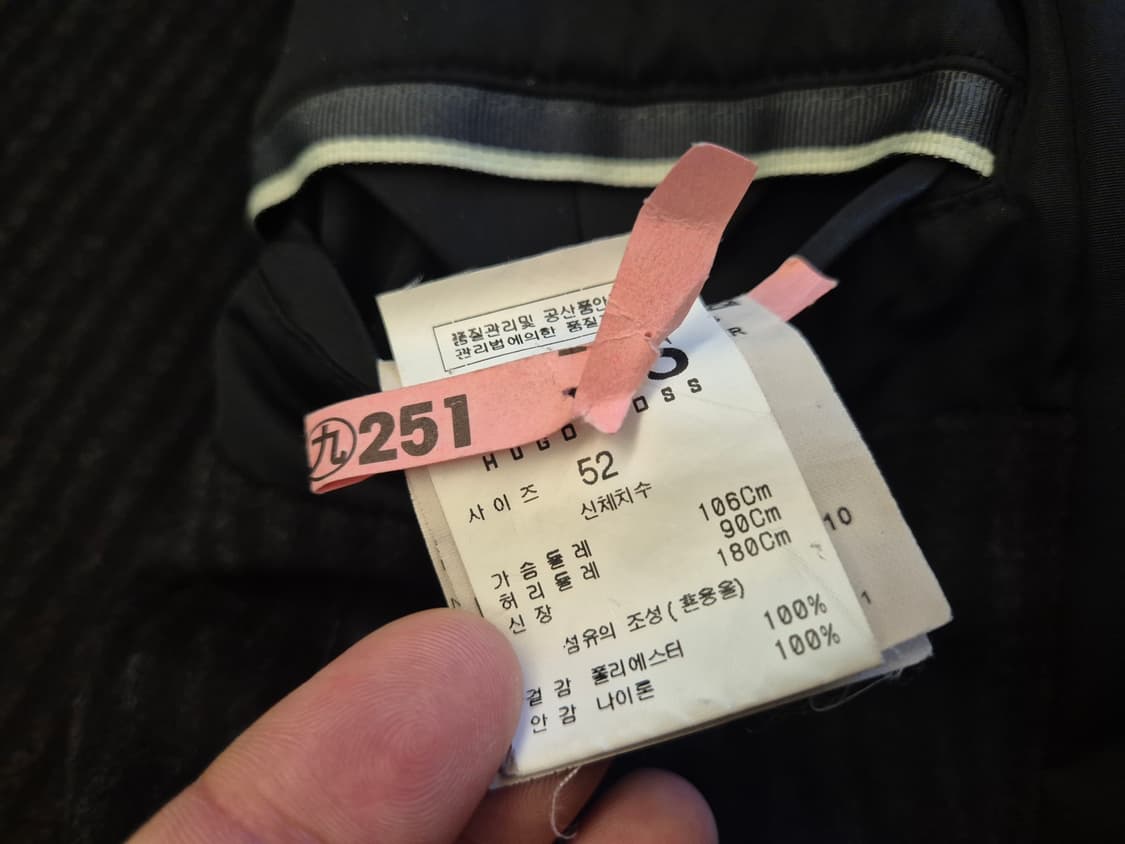 품질관리및 공산품안
관리법에의한 품질
㊈251
HUGO BOSS
사이즈 52
신체치수
가슴둘레 106Cm
허리둘레 90Cm
신장 180Cm
섬유의 조성(혼용율)
겉감 폴리에스터 100%
안감 나이론 100%
R
10
1